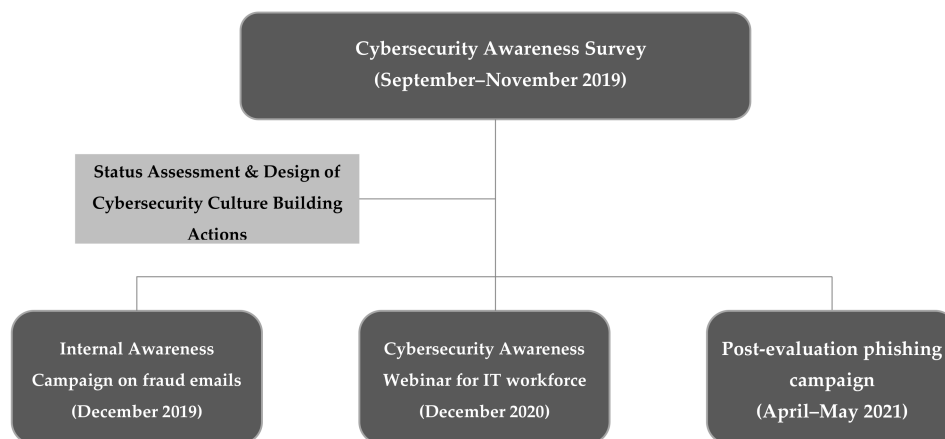 Cybersecurity Awareness Survey
(September–November 2019)
Status Assessment & Design of
Cybersecurity Culture Building
Actions
Internal Awareness
Campaign on fraud emails
(December 2019)
Cybersecurity Awareness
Webinar for IT workforce
(December 2020)
Post-evaluation phishing
campaign
(April–May 2021)